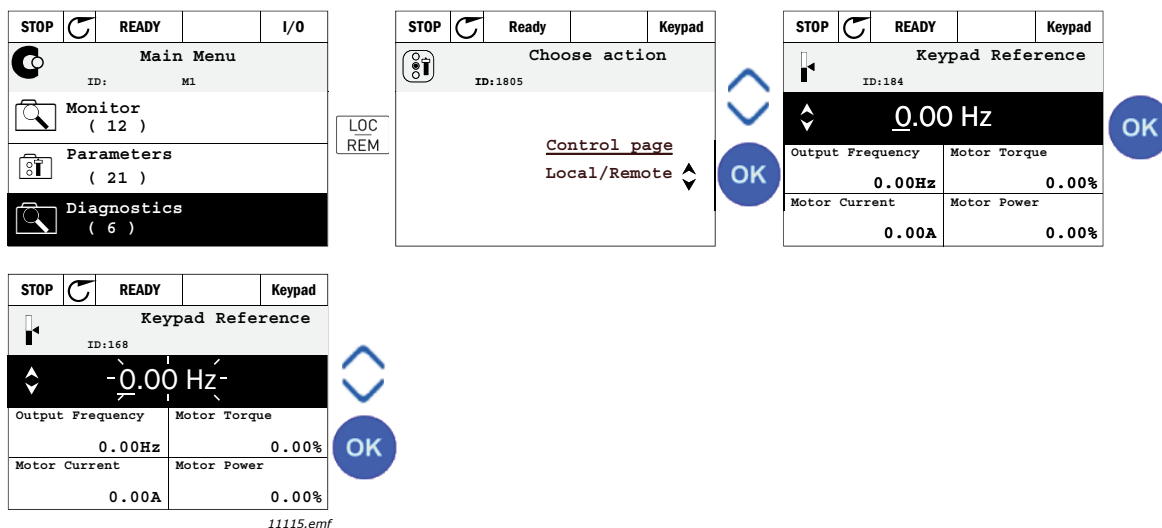 STOP READY I/O
Main Menu
ID: M1
Monitor
( 12 )
Parameters
( 21 )
Diagnostics
( 6 )
LOC
REM
STOP Ready Keypad
Choose action
ID:1805
Control page
Local/Remote
OK
STOP READY Keypad
Keypad Reference
ID:184
0.00 Hz
Output Frequency Motor Torque
0.00Hz 0.00%
Motor Current Motor Power
0.00A 0.00%
OK
STOP READY Keypad
Keypad Reference
ID:168
0.00 Hz
Output Frequency Motor Torque
0.00Hz 0.00%
Motor Current Motor Power
0.00A 0.00%
OK
11115.emf